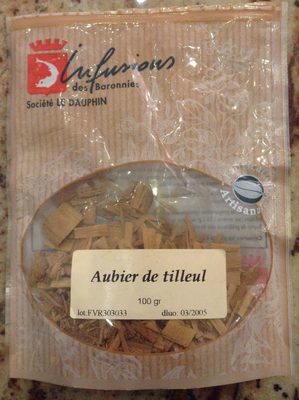 Infusions
des Baronnies
Société LE DAUPHIN
Artisanal
Aubier de tilleul
100 gr
lot:FVR303033 dluo: 03/2005